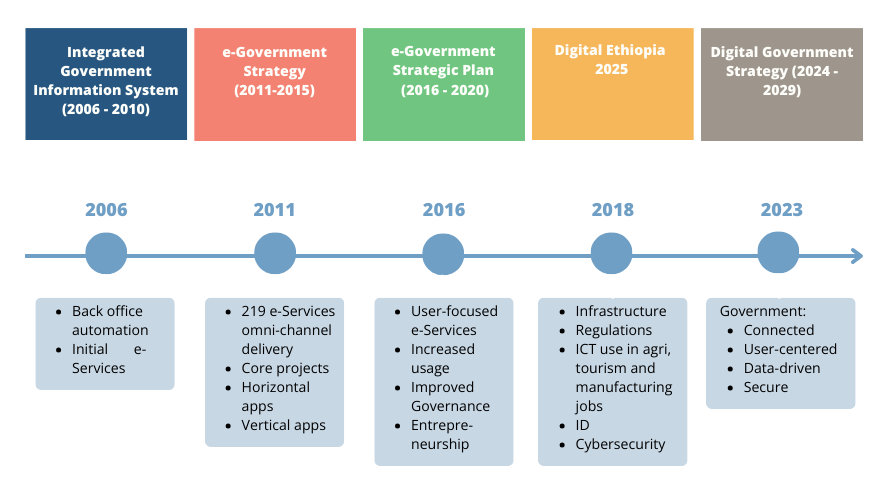 Integrated
Government
Information System
(2006 - 2010)
e-Government
Strategy
(2011-2015)
e-Government
Strategic Plan
(2016 - 2020)
Digital Ethiopia
2025
Digital Government
Strategy (2024 -
2029)
2006
2011
2016
2018
2023
• Back office
automation
• Initial e-
Services
• 219 e-Services
omni-channel
delivery
• Core projects
• Horizontal
apps
• Vertical apps
• User-focused
e-Services
• Increased
usage
• Improved
Governance
• Entrepre-
neurship
• Infrastructure
• Regulations
• ICT use in agri,
tourism and
manufacturing
jobs
• ID
• Cybersecurity
Government:
• Connected
• User-centered
• Data-driven
• Secure